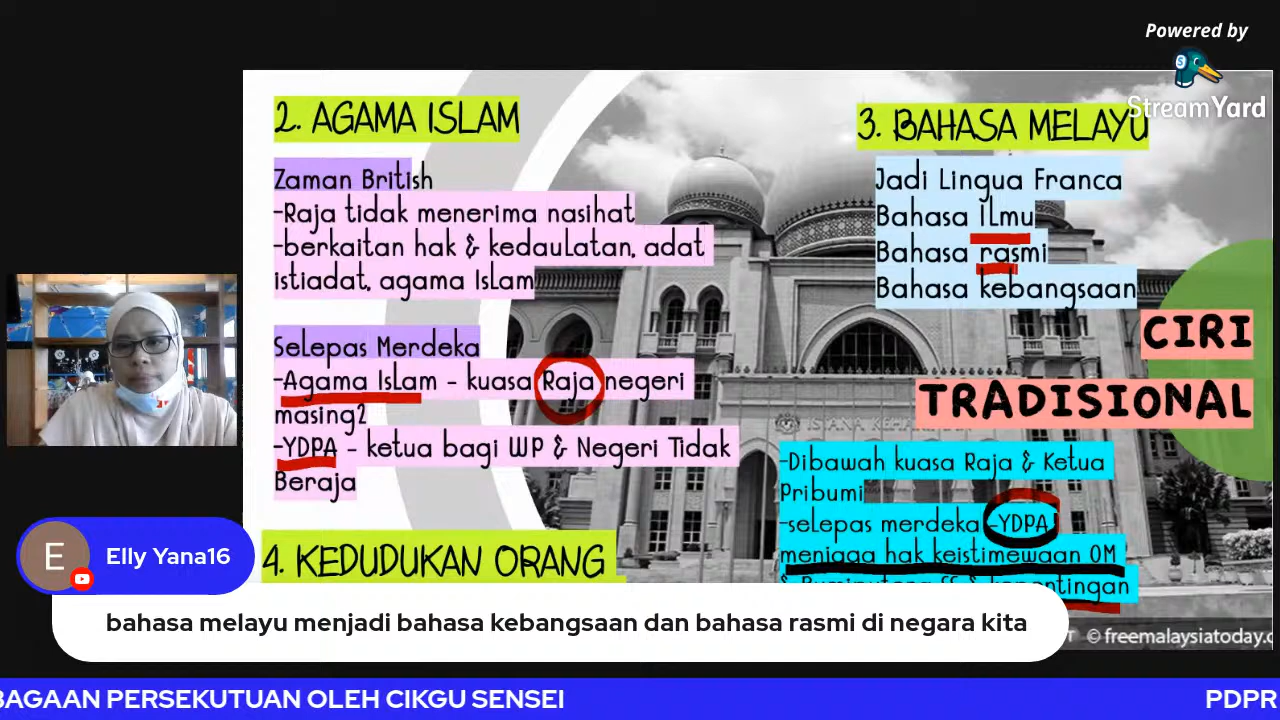 Powered by
StreamYard
2. AGAMA ISLAM
Zaman British
-Raja tidak menerima nasihat
-berkaitan hak & kedaulatan, adat
istiadat, agama Islam
Selepas Merdeka
-Agama Islam - kuasa Raja negeri
masing2
-YDPA - ketua bagi WP & Negeri Tidak
Beraja
4. KEDUDUKAN ORANG
3. BAHASA MELAYU
Jadi Lingua Franca
Bahasa ilmu
Bahasa rasmi
Bahasa kebangsaan
CIRI
TRADISIONAL
ISTANA
-Dibawah kuasa Raja & Ketua
Pribumi
-selepas merdeka -YDPA
menjaga hak keistimewaan OM
& Bumiputera SS & kepentingan
© freemalaysiatoday.c
E
Elly Yana16
bahasa melayu menjadi bahasa kebangsaan dan bahasa rasmi di negara kita
BAGAAN PERSEKUTUAN OLEH CIKGU SENSEI
PDPR